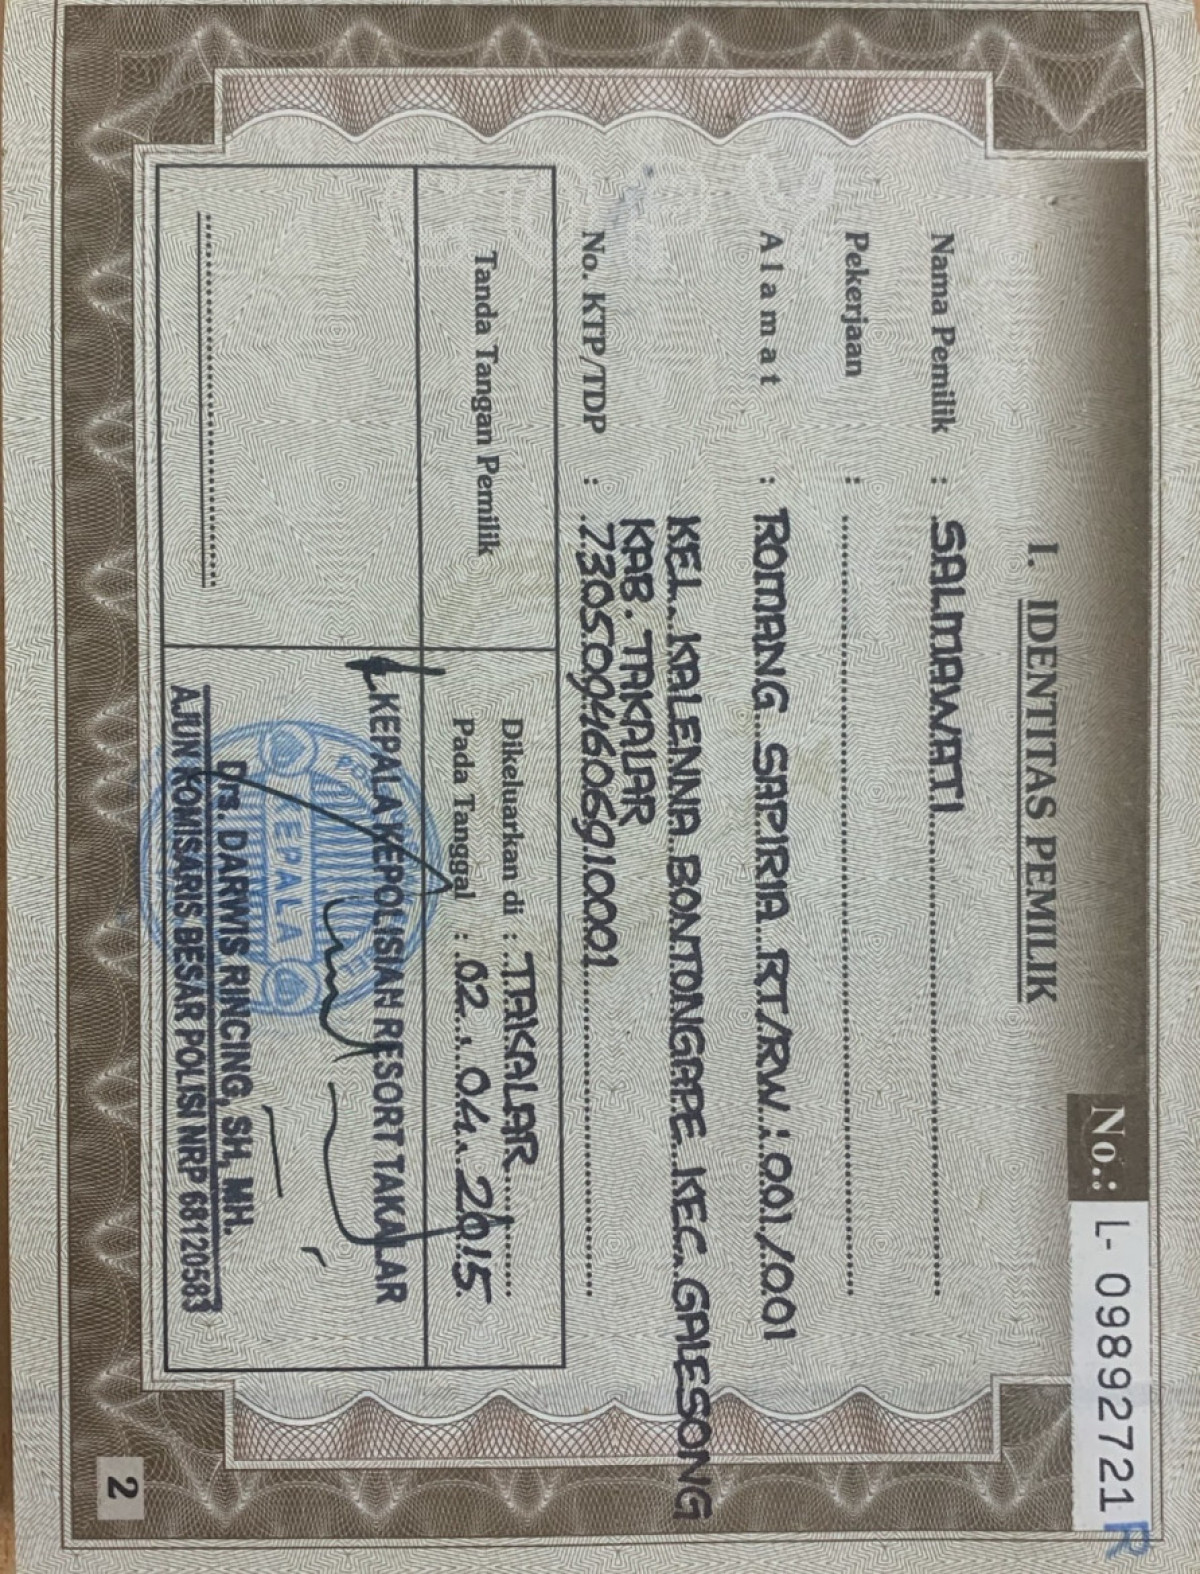 No.: L- 09892721 R
I. IDENTITAS PEMILIK
Nama Pemilik : SALMAWATI
Pekerjaan :
A l a m a t : ROMANG SAPIRIA RT/RW : 001/001
KEL. KALENNA BONTONGAPE KEC. GALESONG
KAB. TAKALAR
No. KTP/TDP : 7305094606910001
Tanda Tangan Pemilik
Dikeluarkan di : TAKALAR
Pada Tanggal : 02. 04. 2015
KEPALA KEPOLISIAN RESORT TAKALAR
KEPALA
Drs. DARWIS RINCING, SH, MH.
AJUN KOMISARIS BESAR POLISI NRP 68120583
2